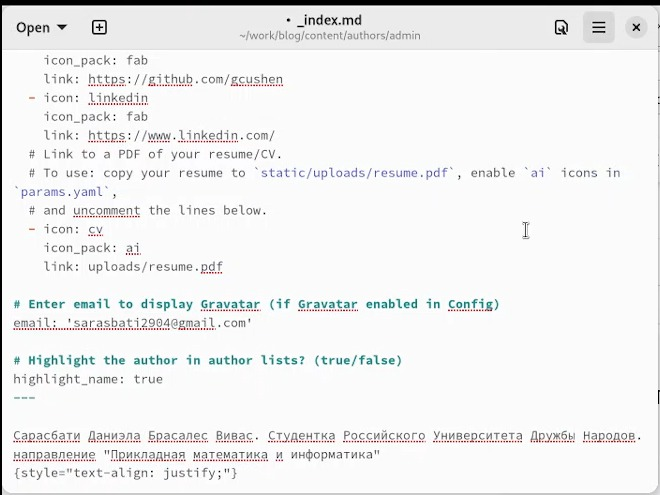 Open
• _index.md
~/work/blog/content/authors/admin
icon_pack: fab
link: https://github.com/gcushen
- icon: linkedin
icon_pack: fab
link: https://www.linkedin.com/
# Link to a PDF of your resume/CV.
# To use: copy your resume to `static/uploads/resume.pdf`, enable `ai` icons in
`params.yaml`,
# and uncomment the lines below.
- icon: cv
icon_pack: ai
link: uploads/resume.pdf
# Enter email to display Gravatar (if Gravatar enabled in Config)
email: 'sarasbati2904@gmail.com'
# Highlight the author in author lists? (true/false)
highlight_name: true
---
Сарасбати Даниэла Брасалес Вивас. Студентка Российского Университета Дружбы Народов.
направление "Прикладная математика и информатика"
{style="text-align: justify;"}